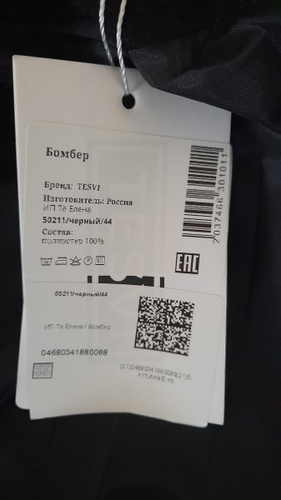 Бомбер
Бренд: TESVI
Изготовитель: Россия
ИП Те Елена
50211/черный/44
Состав:
полиэстер 100%
2037466301011
EAC
50211/черный/44
ИП Те Елена / Бомбер
04680341880088